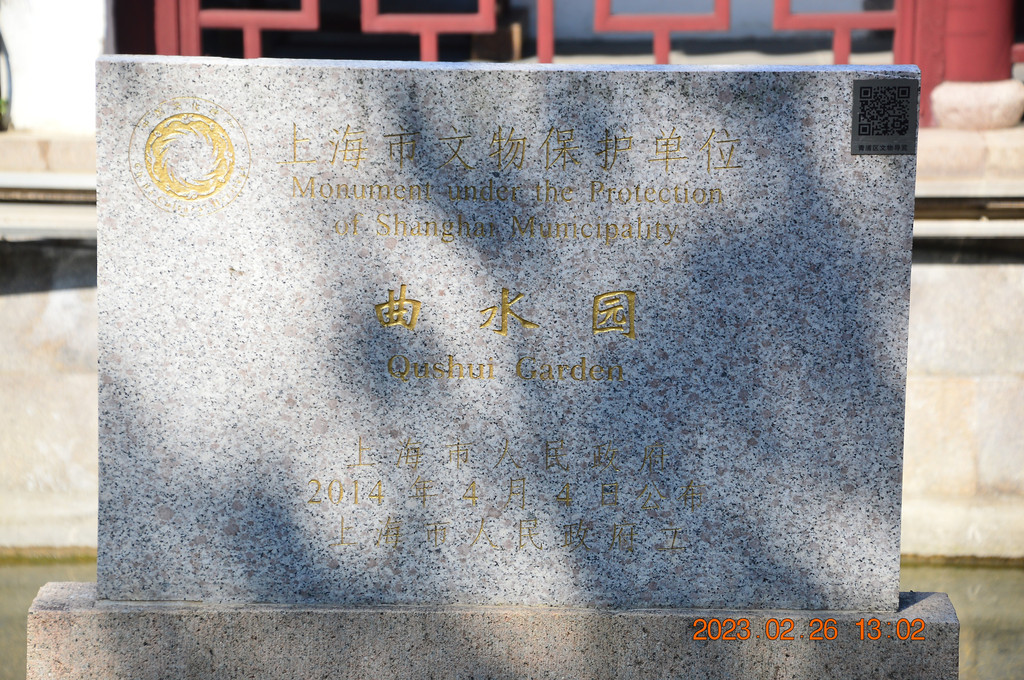 上海市文物保护单位
Monument under the Protection
of Shanghai Municipality
曲水园
Qushui Garden
上海市人民政府
2014年4月4日公布
上海市人民政府立
2023.02.26 13:02